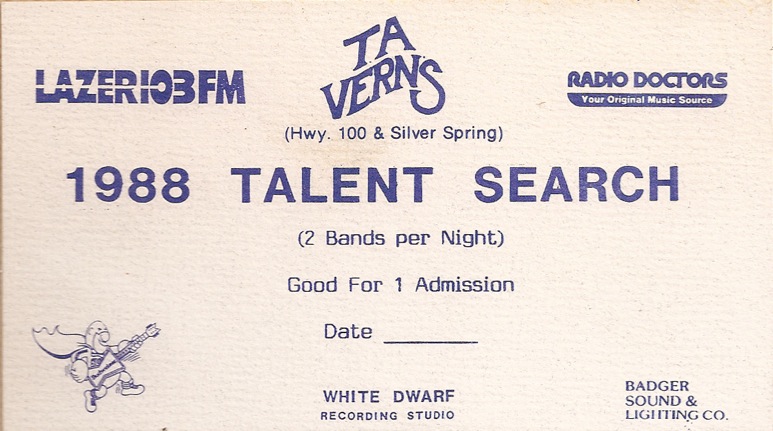 LAZER103FM
TA
VERNS
RADIO DOCTORS
Your Original Music Source
(Hwy. 100 & Silver Spring)
1988 TALENT SEARCH
(2 Bands per Night)
Good For 1 Admission
Date
WHITE DWARF
RECORDING STUDIO
BADGER
SOUND &
LIGHTING CO.